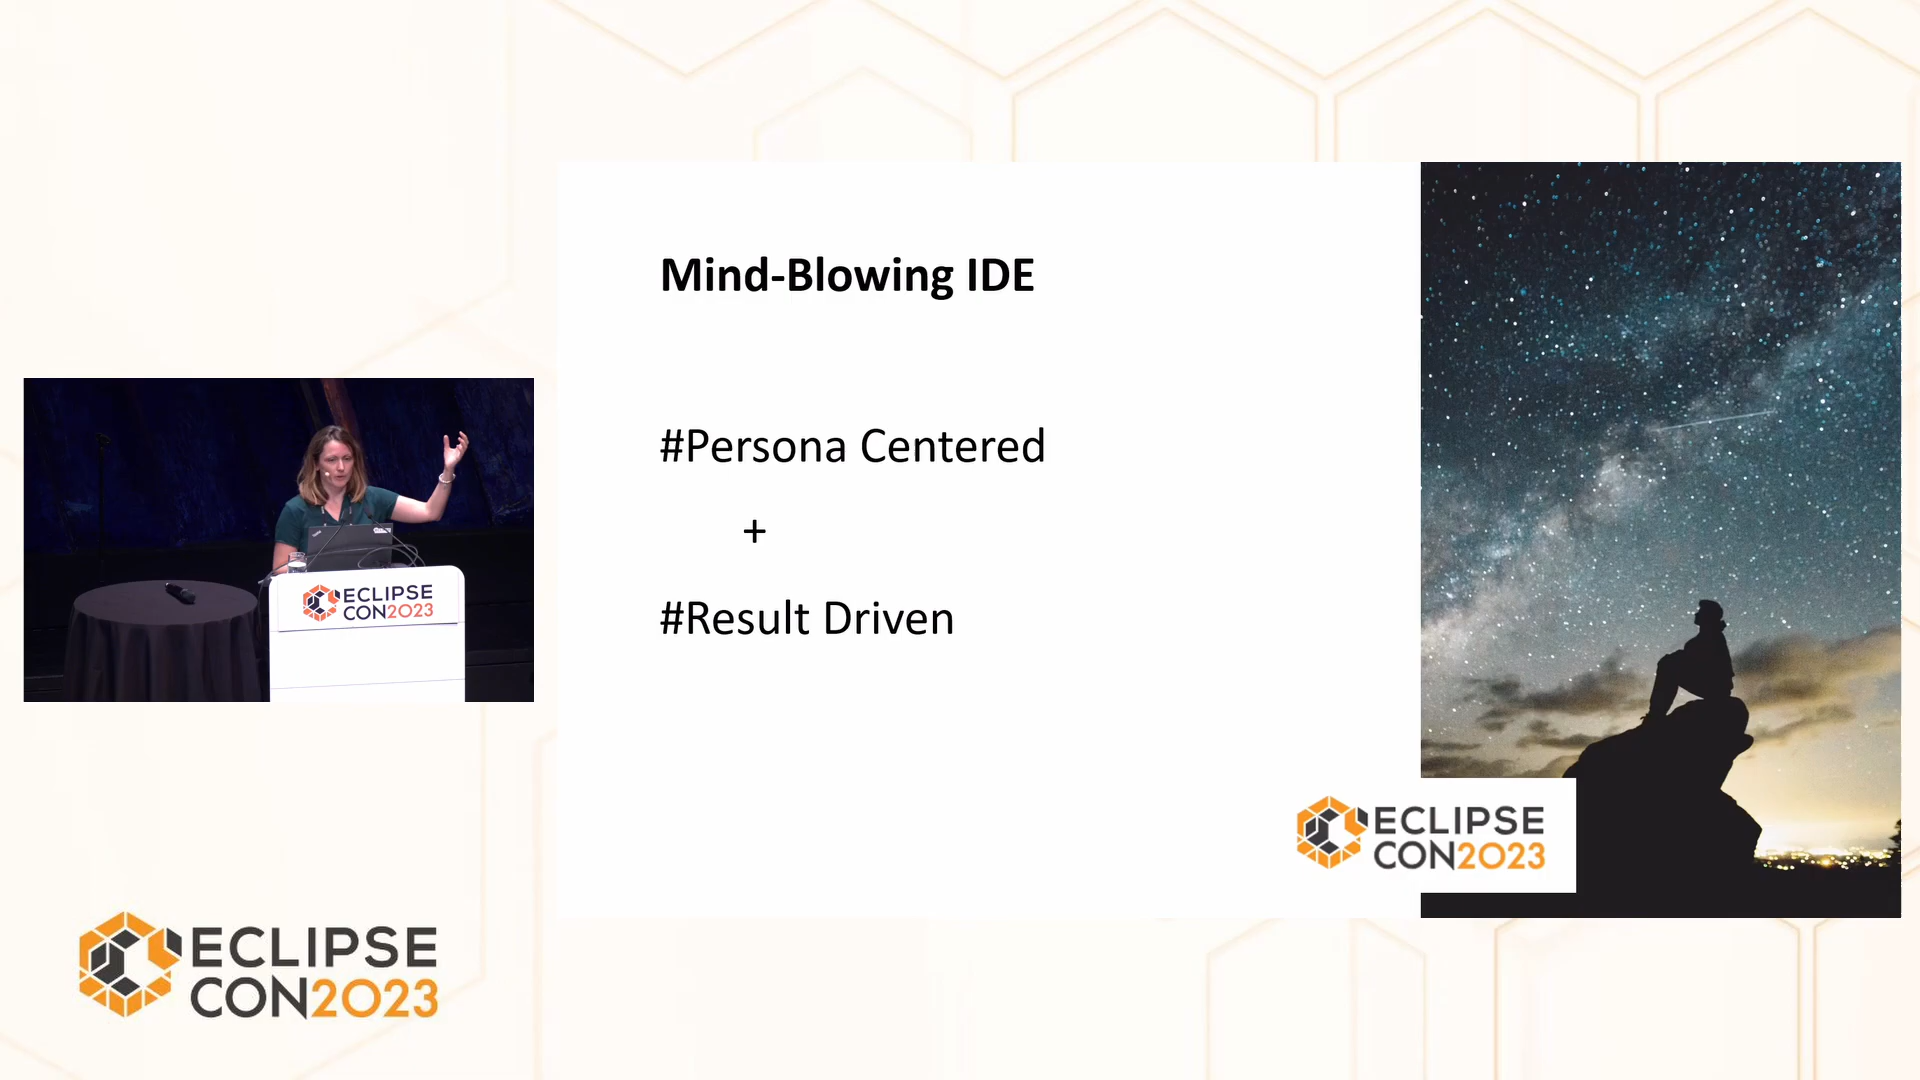 Mind-Blowing IDE
#Persona Centered
+
#Result Driven
ECLIPSE
CON2023
ECLIPSE
CON2023
ECLIPSE
CON2023